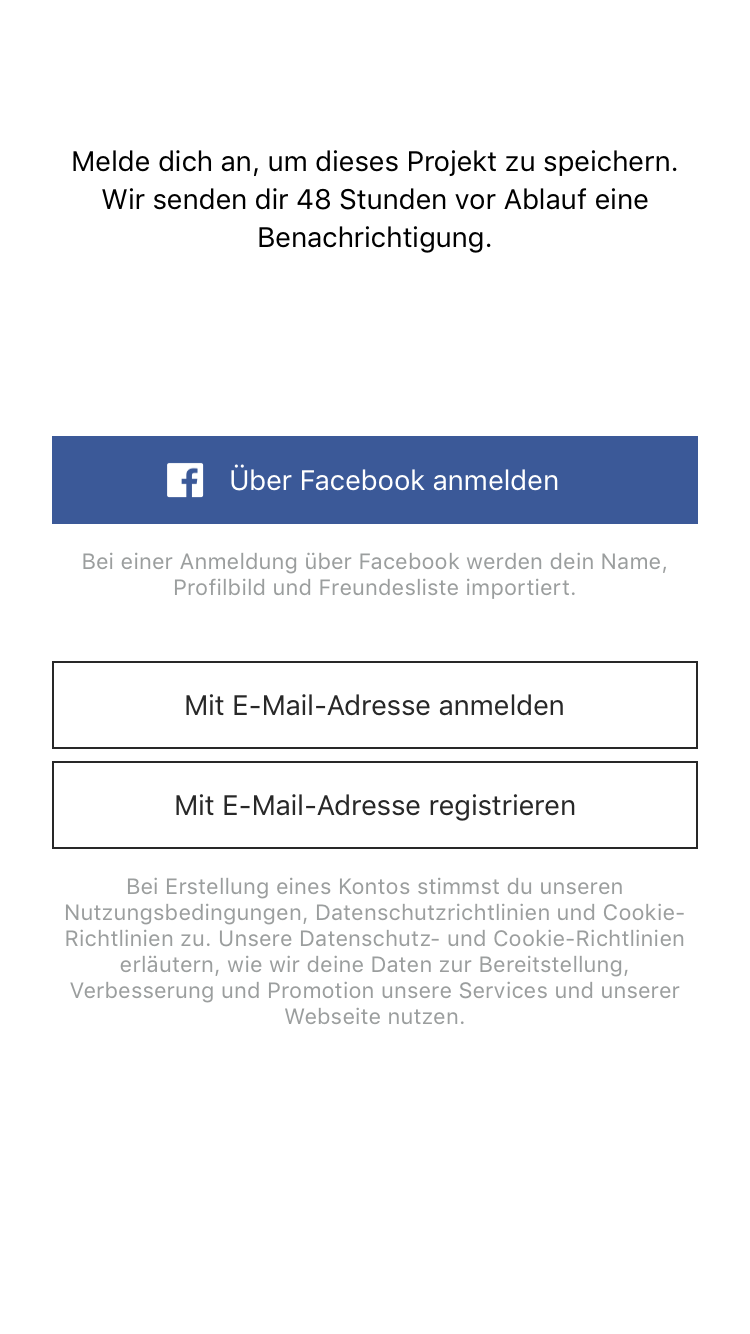 Melde dich an, um dieses Projekt zu speichern.
Wir senden dir 48 Stunden vor Ablauf eine
Benachrichtigung.
Über Facebook anmelden
Bei einer Anmeldung über Facebook werden dein Name,
Profilbild und Freundesliste importiert.
Mit E-Mail-Adresse anmelden
Mit E-Mail-Adresse registrieren
Bei Erstellung eines Kontos stimmst du unseren
Nutzungsbedingungen, Datenschutzrichtlinien und Cookie-
Richtlinien zu. Unsere Datenschutz- und Cookie-Richtlinien
erläutern, wie wir deine Daten zur Bereitstellung,
Verbesserung und Promotion unsere Services und unserer
Webseite nutzen.